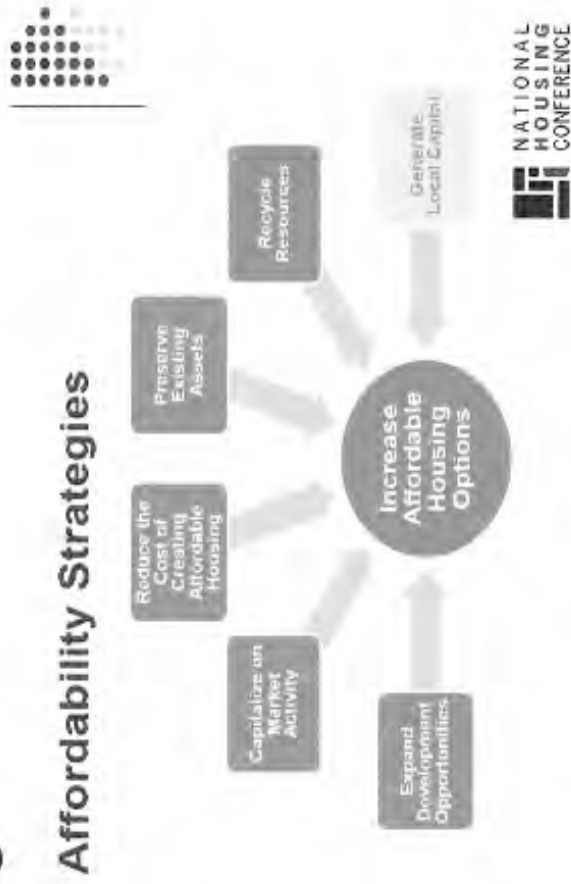 Affordability Strategies
Expand
Development
Opportunities
Capitalize on
Market
Activity
Reduce the
Cost of
Creating
Affordable
Housing
Preserve
Existing
Assets
Recycle
Resources
Generate
Local Capital
Increase
Affordable
Housing
Options
NATIONAL
HOUSING
CONFERENCE